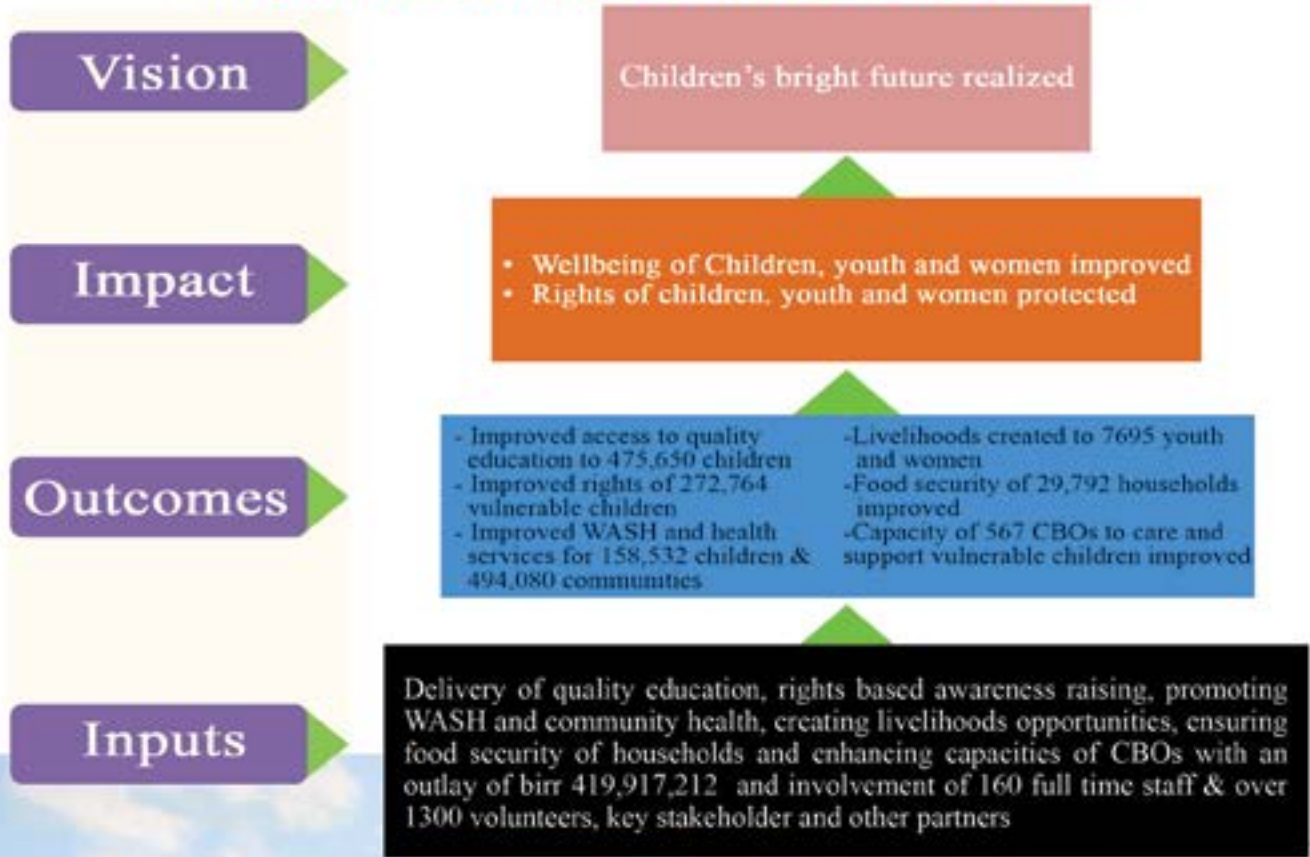 Vision
Children's bright future realized
Impact
• Wellbeing of Children, youth and women improved
• Rights of children. youth and women protected
Outcomes
- Improved access to quality
education to 475,650 children
- Improved rights of 272,764
vulnerable children
- Improved WASH and health
services for 158,532 children &
494,080 communities
-Livelihoods created to 7695 youth
and women
-Food security of 29,792 households
improved
-Capacity of 567 CBOs to care and
support vulnerable children improved
Inputs
Delivery of quality education, rights based awareness raising, promoting
WASH and community health, creating livelihoods opportunities, ensuring
food security of households and enhancing capacities of CBOs with an
outlay of birr 419,917,212 and involvement of 160 full time staff & over
1300 volunteers, key stakeholder and other partners